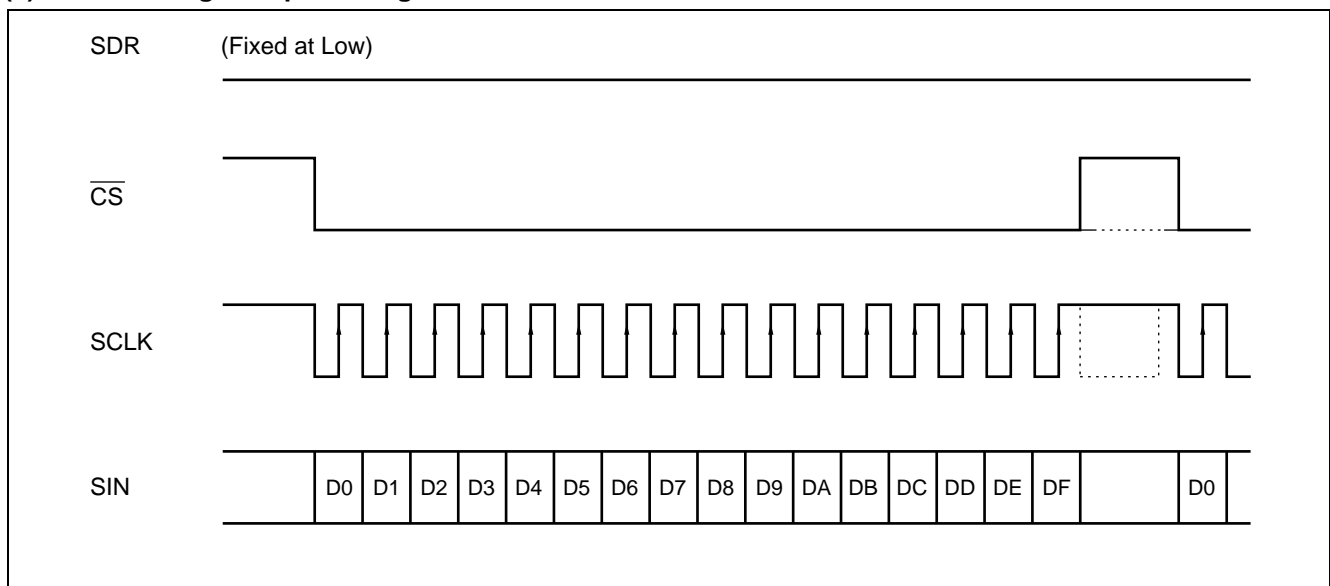 SDR (Fixed at Low)
CS
SCLK
SIN D0 D1 D2 D3 D4 D5 D6 D7 D8 D9 DA DB DC DD DE DF D0